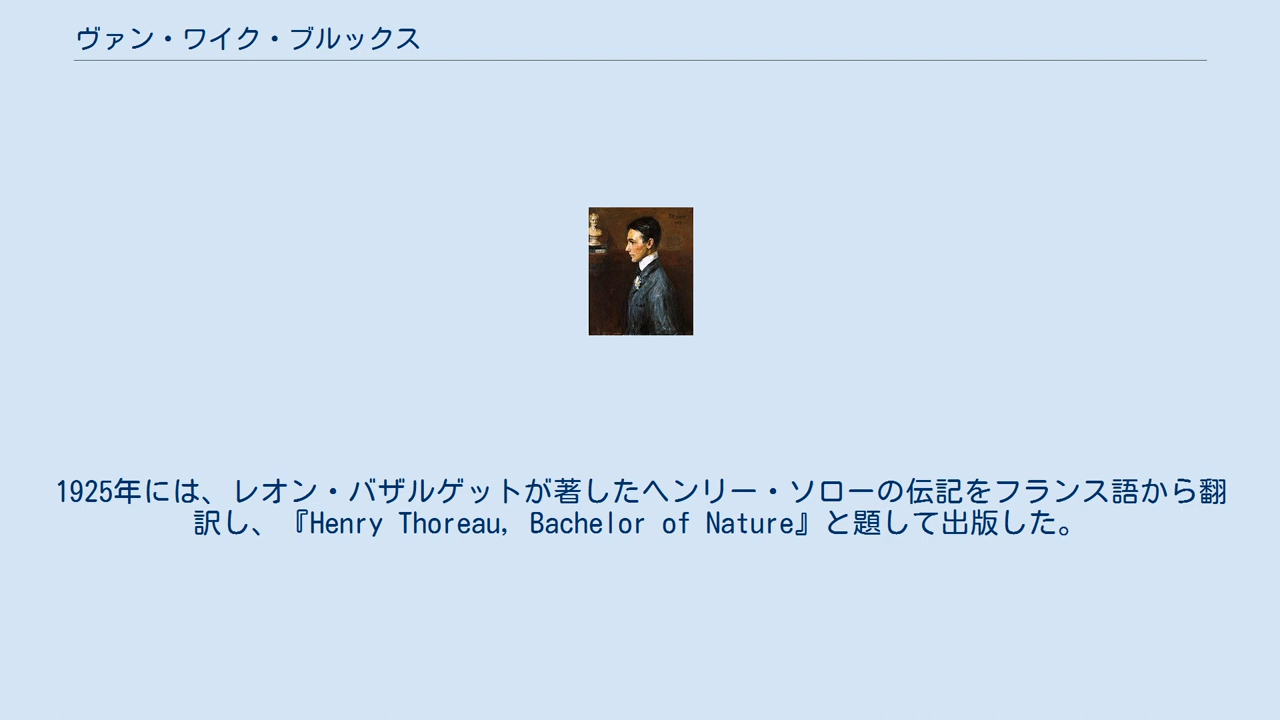 ヴァン・ワイク・ブルックス
1925年には、レオン・バザルゲットが著したヘンリー・ソローの伝記をフランス語から翻
訳し、『Henry Thoreau, Bachelor of Nature』と題して出版した。